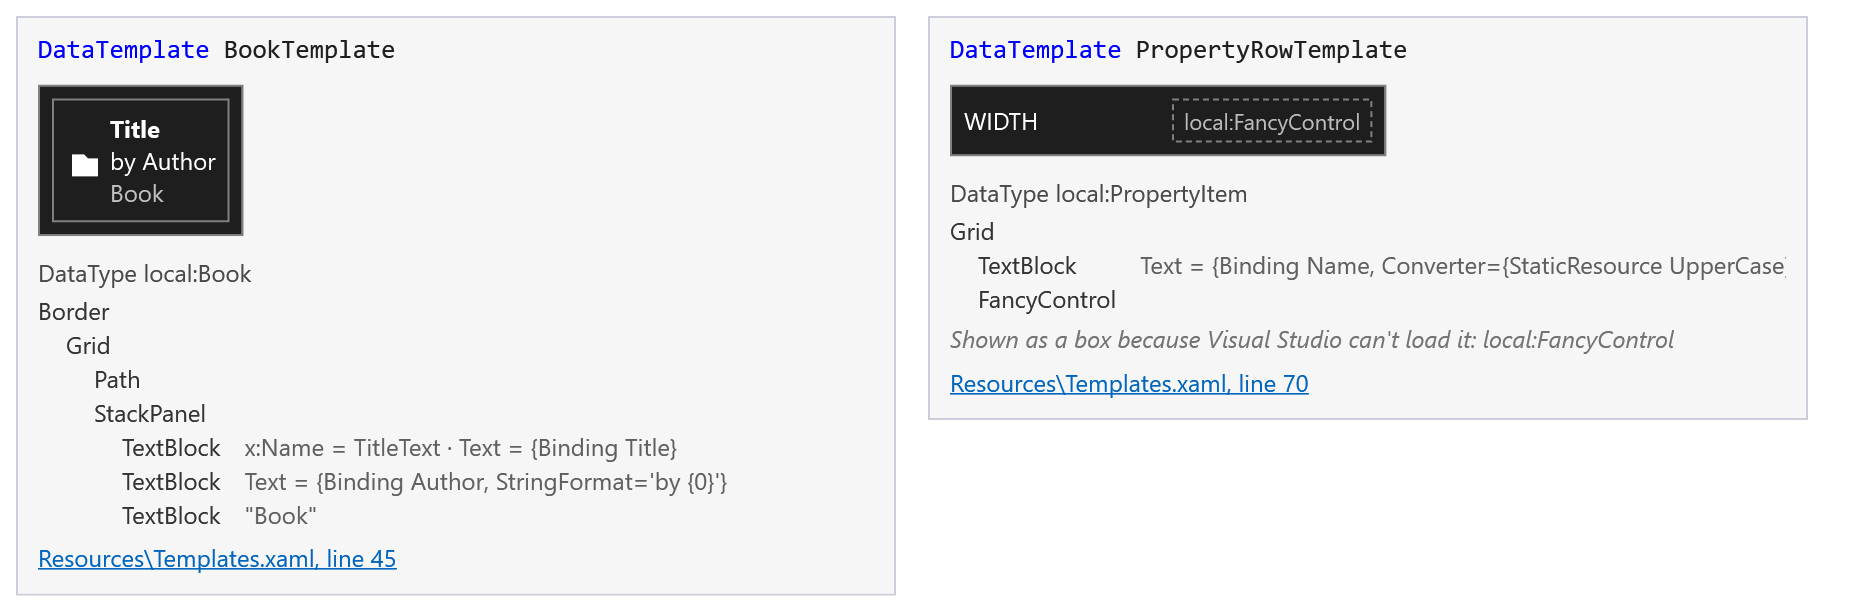 DataTemplate BookTemplate
Title
by Author
Book
DataType local:Book
Border
Grid
Path
StackPanel
TextBlock x:Name = TitleText · Text = {Binding Title}
TextBlock Text = {Binding Author, StringFormat='by {0}'}
TextBlock "Book"
Resources\Templates.xaml, line 45
DataTemplate PropertyRowTemplate
WIDTH local:FancyControl
DataType local:PropertyItem
Grid
TextBlock Text = {Binding Name, Converter={StaticResource UpperCase}
FancyControl
Shown as a box because Visual Studio can't load it: local:FancyControl
Resources\Templates.xaml, line 70